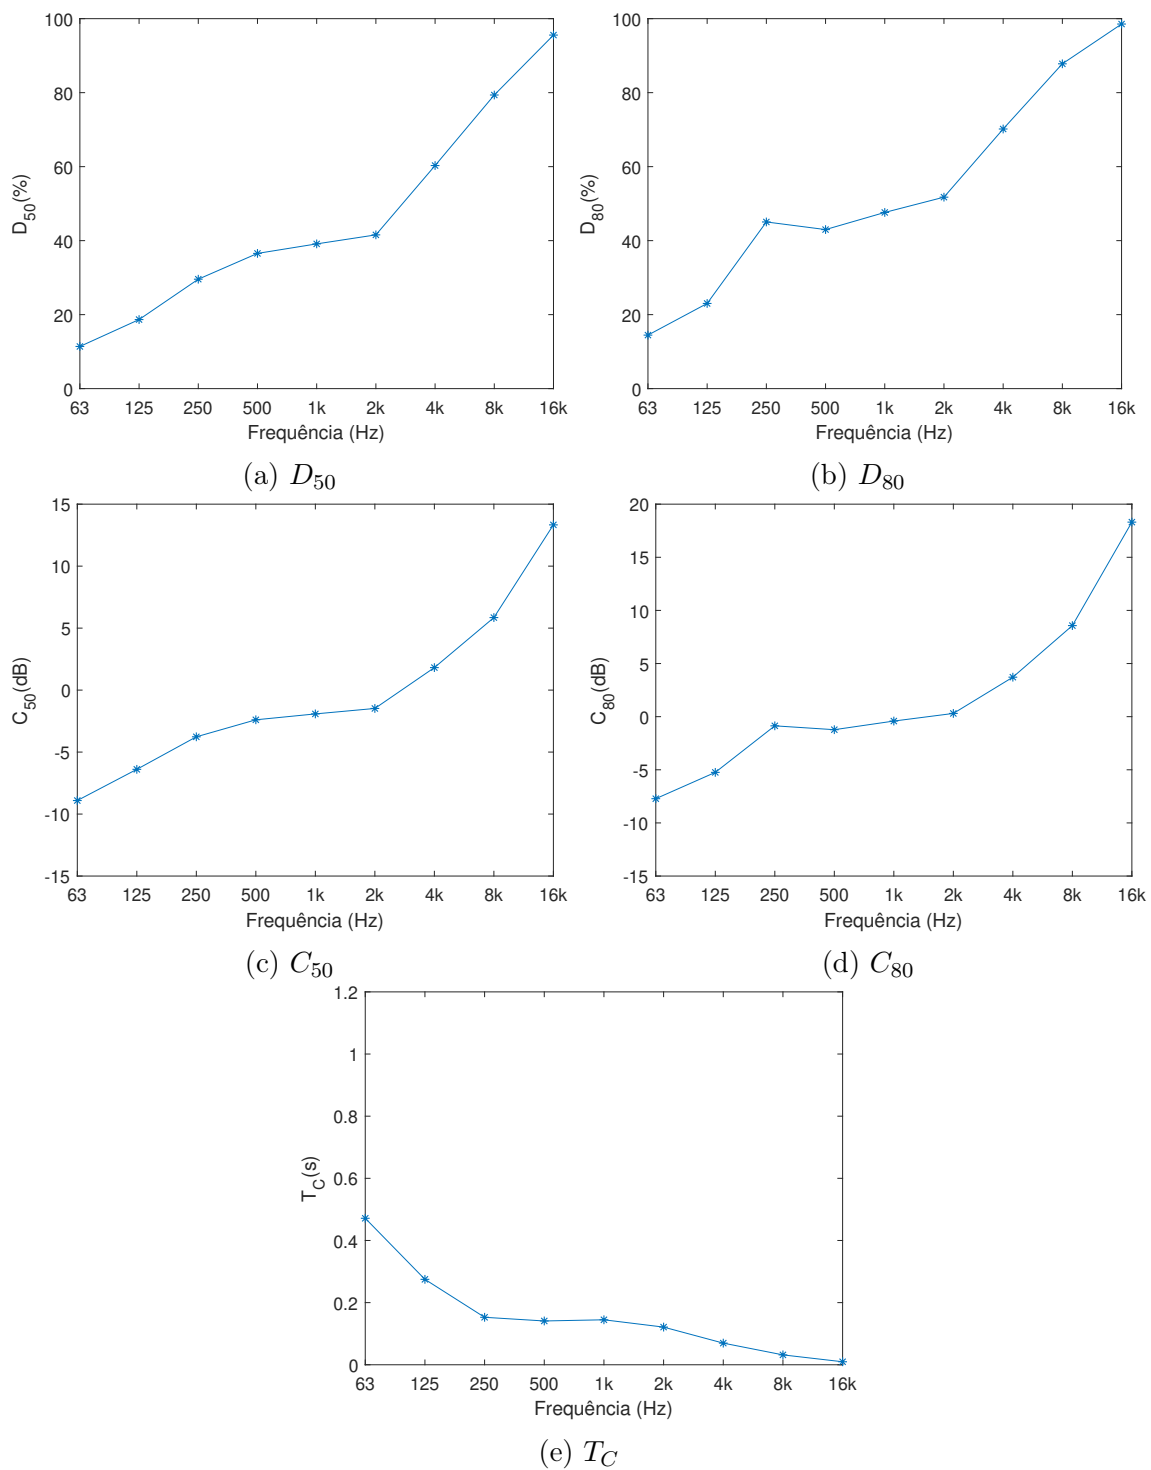 100
80
60
40
20
0
D50(%)
63 125 250 500 1k 2k 4k 8k 16k
Frequência (Hz)
(a) D50
100
80
60
40
20
0
D80(%)
63 125 250 500 1k 2k 4k 8k 16k
Frequência (Hz)
(b) D80
15
10
5
0
-5
-10
-15
C50(dB)
63 125 250 500 1k 2k 4k 8k 16k
Frequência (Hz)
(c) C50
20
15
10
5
0
-5
-10
-15
C80(dB)
63 125 250 500 1k 2k 4k 8k 16k
Frequência (Hz)
(d) C80
1.2
1
0.8
0.6
0.4
0.2
0
TC(s)
63 125 250 500 1k 2k 4k 8k 16k
Frequência (Hz)
(e) TC